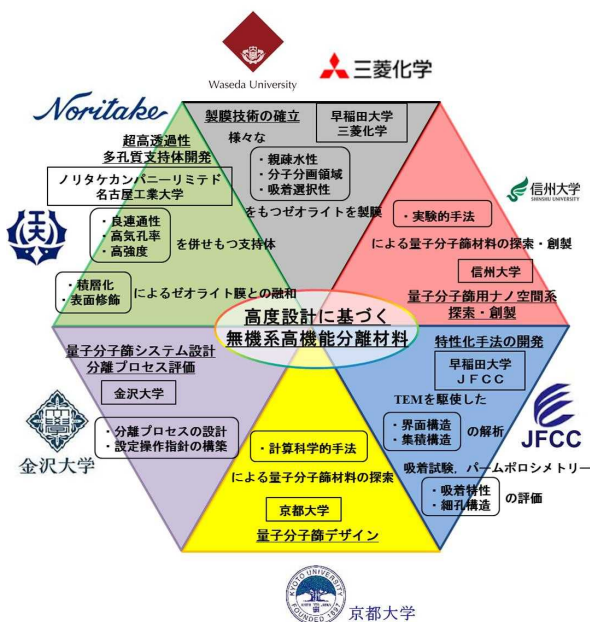 Waseda University
三菱化学
Noritake
製膜技術の確立
早稲田大学
三菱化学
様々な
・親疎水性
・分子分画領域
・吸着選択性
をもつゼオライトを製膜
超高透過性
多孔質支持体開発
ノリタケカンパニーリミテド
名古屋工業大学
・良連通性
・高気孔率
・高強度
を併せもつ支持体
・積層化
・表面修飾
によるゼオライト膜との融和
信州大学
SHINSHU UNIVERSITY
・実験的手法
による量子分子篩材料の探索・創製
信州大学
量子分子篩用ナノ空間系
探索・創製
高度設計に基づく
無機系高機能分離材料
量子分子篩システム設計
分離プロセス評価
金沢大学
・分離プロセスの設計
・設定操作指針の構築
金沢大学
・計算科学的手法
による量子分子篩材料の探索
京都大学
量子分子篩デザイン
特性化手法の開発
早稲田大学
JFCC
TEMを駆使した
・界面構造
・集積構造
の解析
吸着試験，パームポロシメトリー
・吸着特性
・細孔構造
の評価
JFCC
KYOTO UNIVERSITY
FOUNDED 1897
京都大学